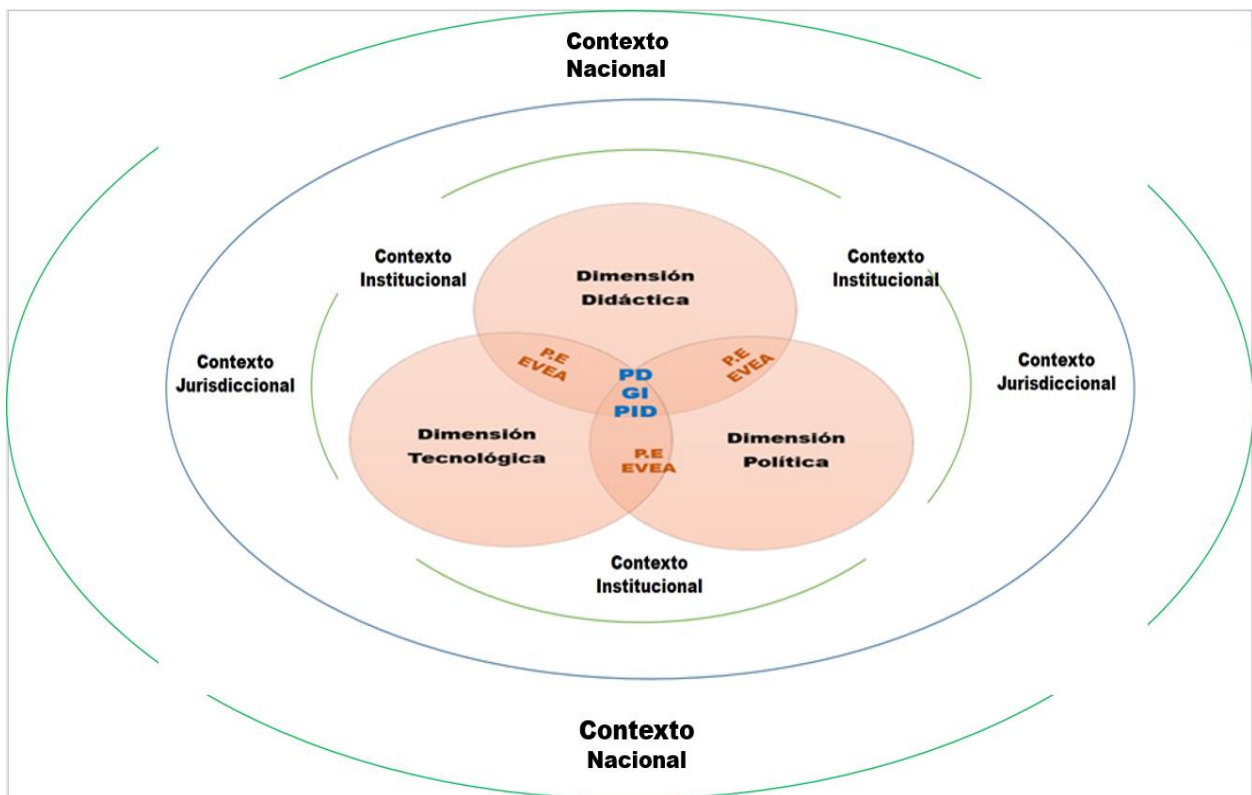 Contexto
Nacional
Contexto
Institucional
Contexto
Institucional
Dimensión
Didáctica
Contexto
Jurisdiccional
Contexto
Jurisdiccional
P.E
EVEA
P.E
EVEA
PD
GI
PID
Dimensión
Tecnológica
P.E
EVEA
Dimensión
Política
Contexto
Institucional
Contexto
Nacional